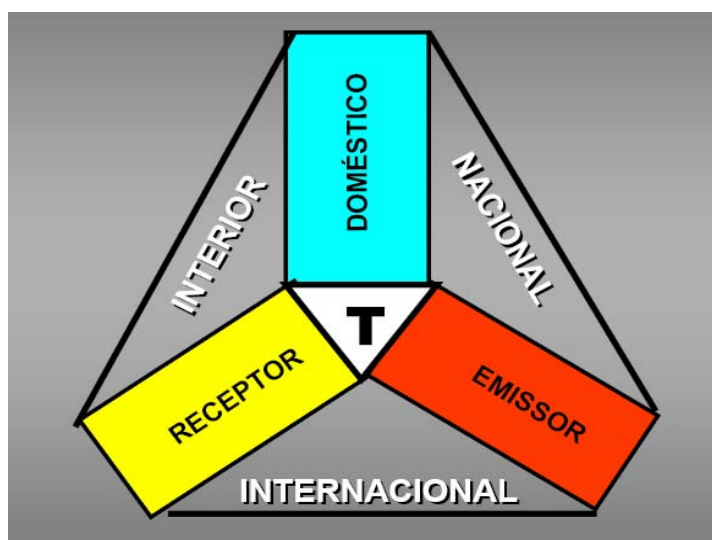 DOMÉSTICO
INTERIOR
NACIONAL
T
RECEPTOR
EMISSOR
INTERNACIONAL